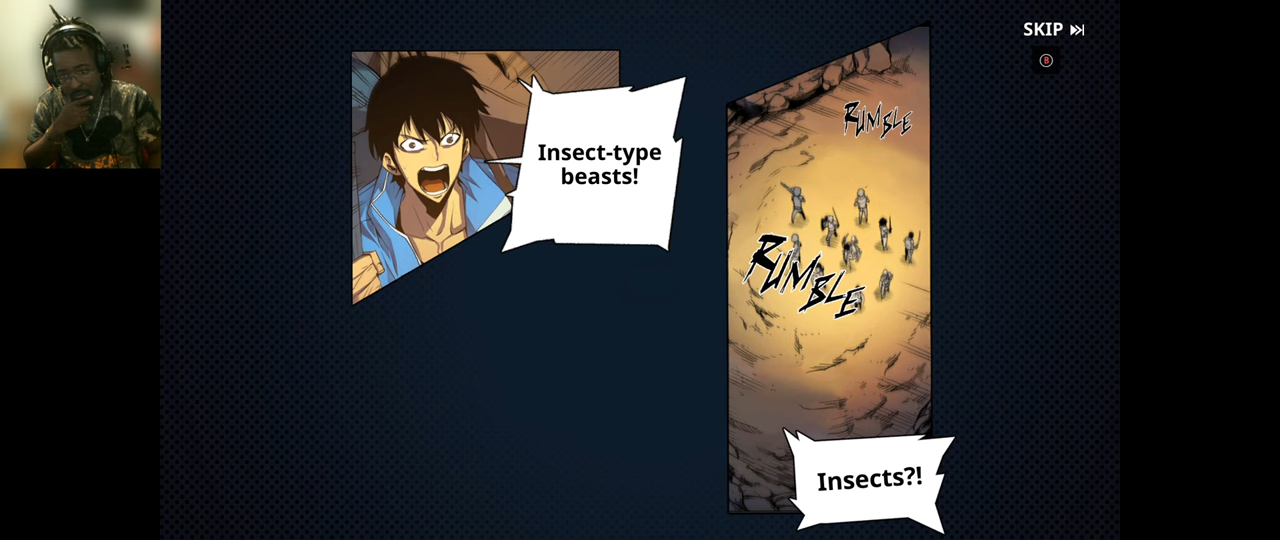 SKIP
B
Insect-type
beasts!
RUMBLE
RUMBLE
Insects?!